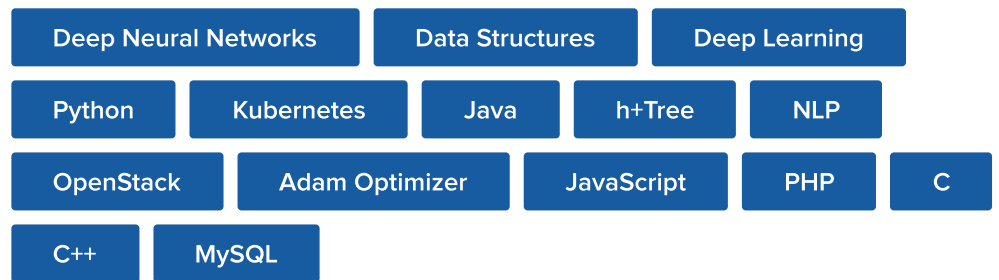 Deep Neural Networks Data Structures Deep Learning
Python Kubernetes Java h+Tree NLP
OpenStack Adam Optimizer JavaScript PHP C
C++ MySQL